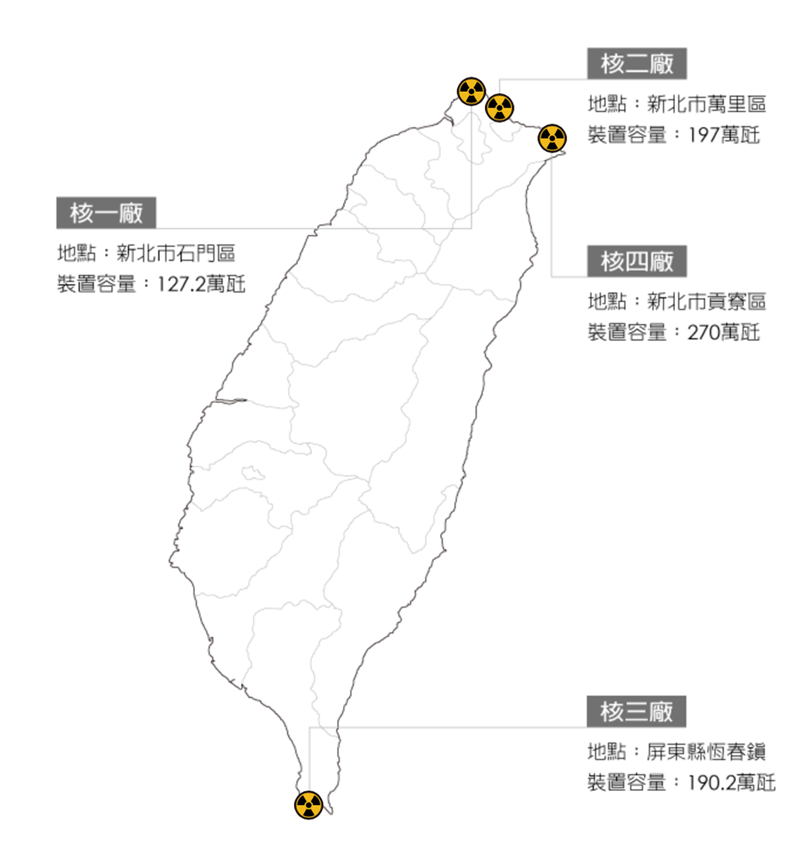 核二廠
地點：新北市萬里區
裝置容量：197萬瓩
核一廠
地點：新北市石門區
裝置容量：127.2萬瓩
核四廠
地點：新北市貢寮區
裝置容量：270萬瓩
核三廠
地點：屏東縣恆春鎮
裝置容量：190.2萬瓩